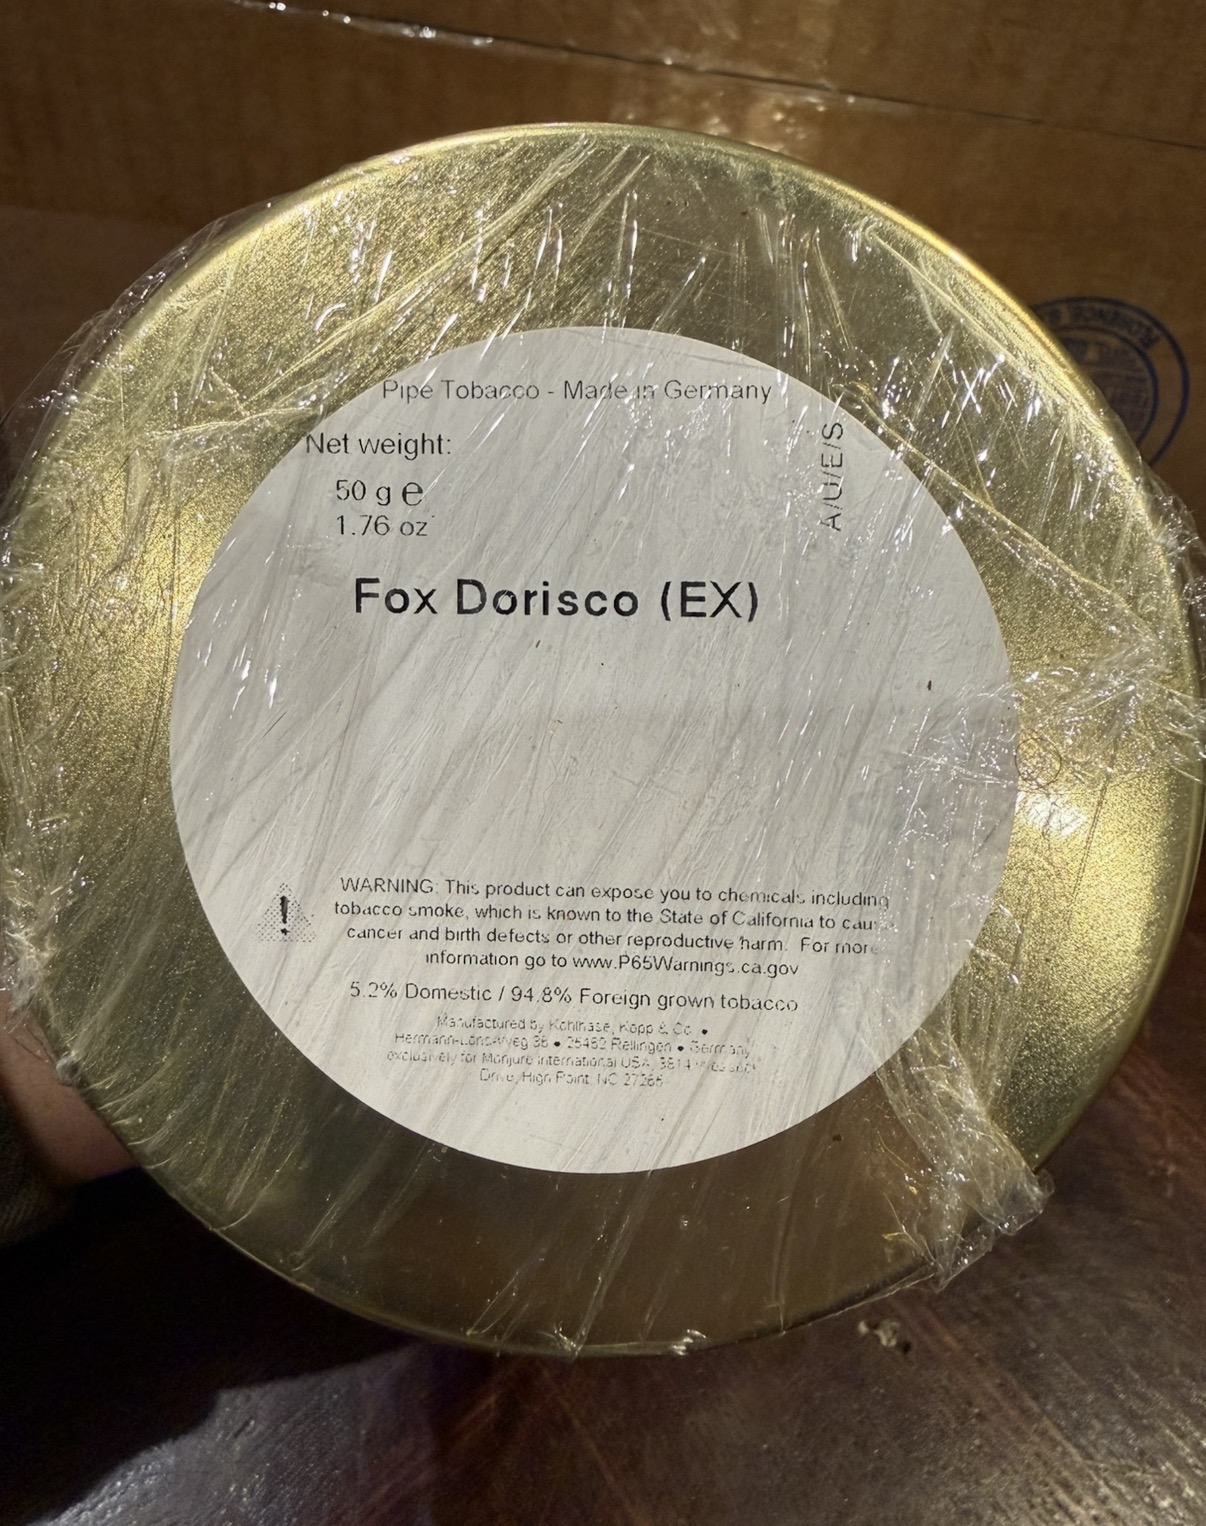 Pipe Tobacco - Made in Germany
Net weight:
50 g e
1.76 oz
A/U/E/S
Fox Dorisco (EX)
WARNING: This product can expose you to chemicals including
tobacco smoke, which is known to the State of California to
cancer and birth defects or other reproductive harm. For more
information go to www.P65Warnings.ca.gov
5.2% Domestic / 94.8% Foreign grown tobacco
Manufactured by Kohlhase, Kopp & Co. •
36 • 25462 Rellingen • Germany
exclusively for International USA, 3814
Drive, High Point, NC 27265